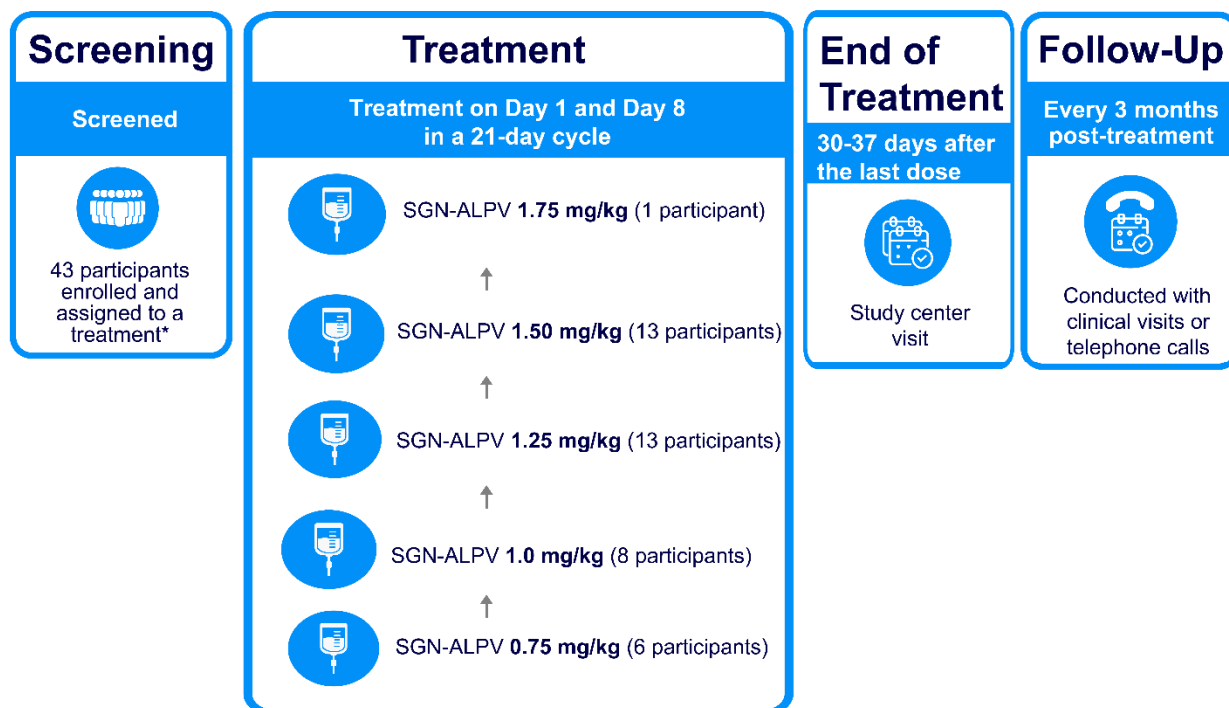 Screening
Screened
43 participants
enrolled and
assigned to a
treatment*
Treatment
Treatment on Day 1 and Day 8
in a 21-day cycle
SGN-ALPV 1.75 mg/kg (1 participant)
SGN-ALPV 1.50 mg/kg (13 participants)
SGN-ALPV 1.25 mg/kg (13 participants)
SGN-ALPV 1.0 mg/kg (8 participants)
SGN-ALPV 0.75 mg/kg (6 participants)
End of
Treatment
30-37 days after
the last dose
Study center
visit
Follow-Up
Every 3 months
post-treatment
Conducted with
clinical visits or
telephone calls